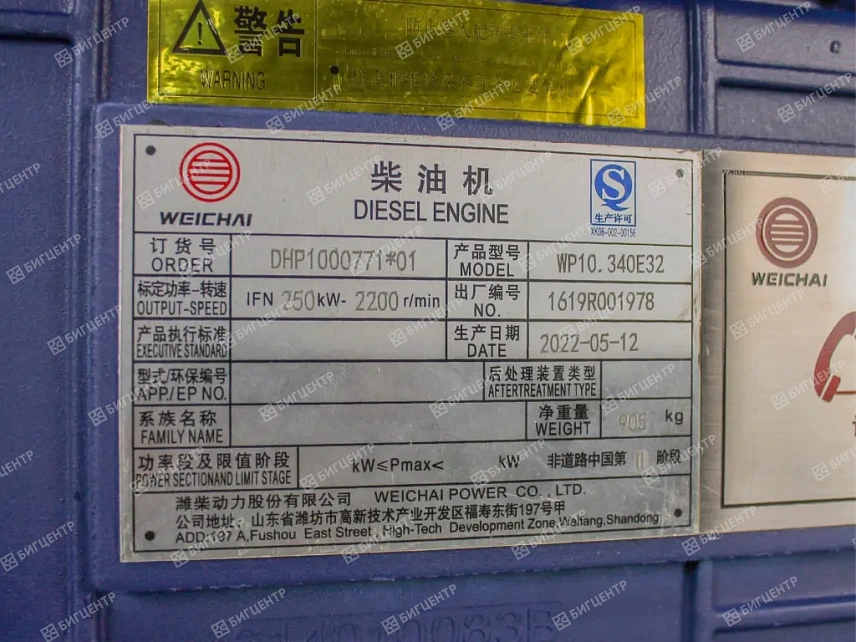 警告
WARNING
WEICHAI
柴油机
DIESEL ENGINE
S
生产许可
XK06-002-00156
订货号
ORDER
DHP1000771*01
产品型号
MODEL
WP10.340E32
标定功率-转速
OUTPUT-SPEED
IFN 250kW- 2200 r/min
出厂编号
NO.
1619R001978
产品执行标准
EXECUTIVE STANDARD
生产日期
DATE
2022-05-12
型式/环保编号
APP/EP NO.
后处理装置类型
AFTERTREATMENT TYPE
系族名称
FAMILY NAME
净重量
WEIGHT
905 kg
功率段及限值阶段
POWER SECTIONAND LIMIT STAGE
kW≤Pmax< kW
非道路中国第 II 阶段
潍柴动力股份有限公司 WEICHAI POWER CO., LTD.
公司地址: 山东省潍坊市高新技术产业开发区福寿东街197号甲
ADD:197 A,Fushou East Street, High-Tech Development Zone,Weifang,Shandong
WEICHAI
БИГЦЕНТР